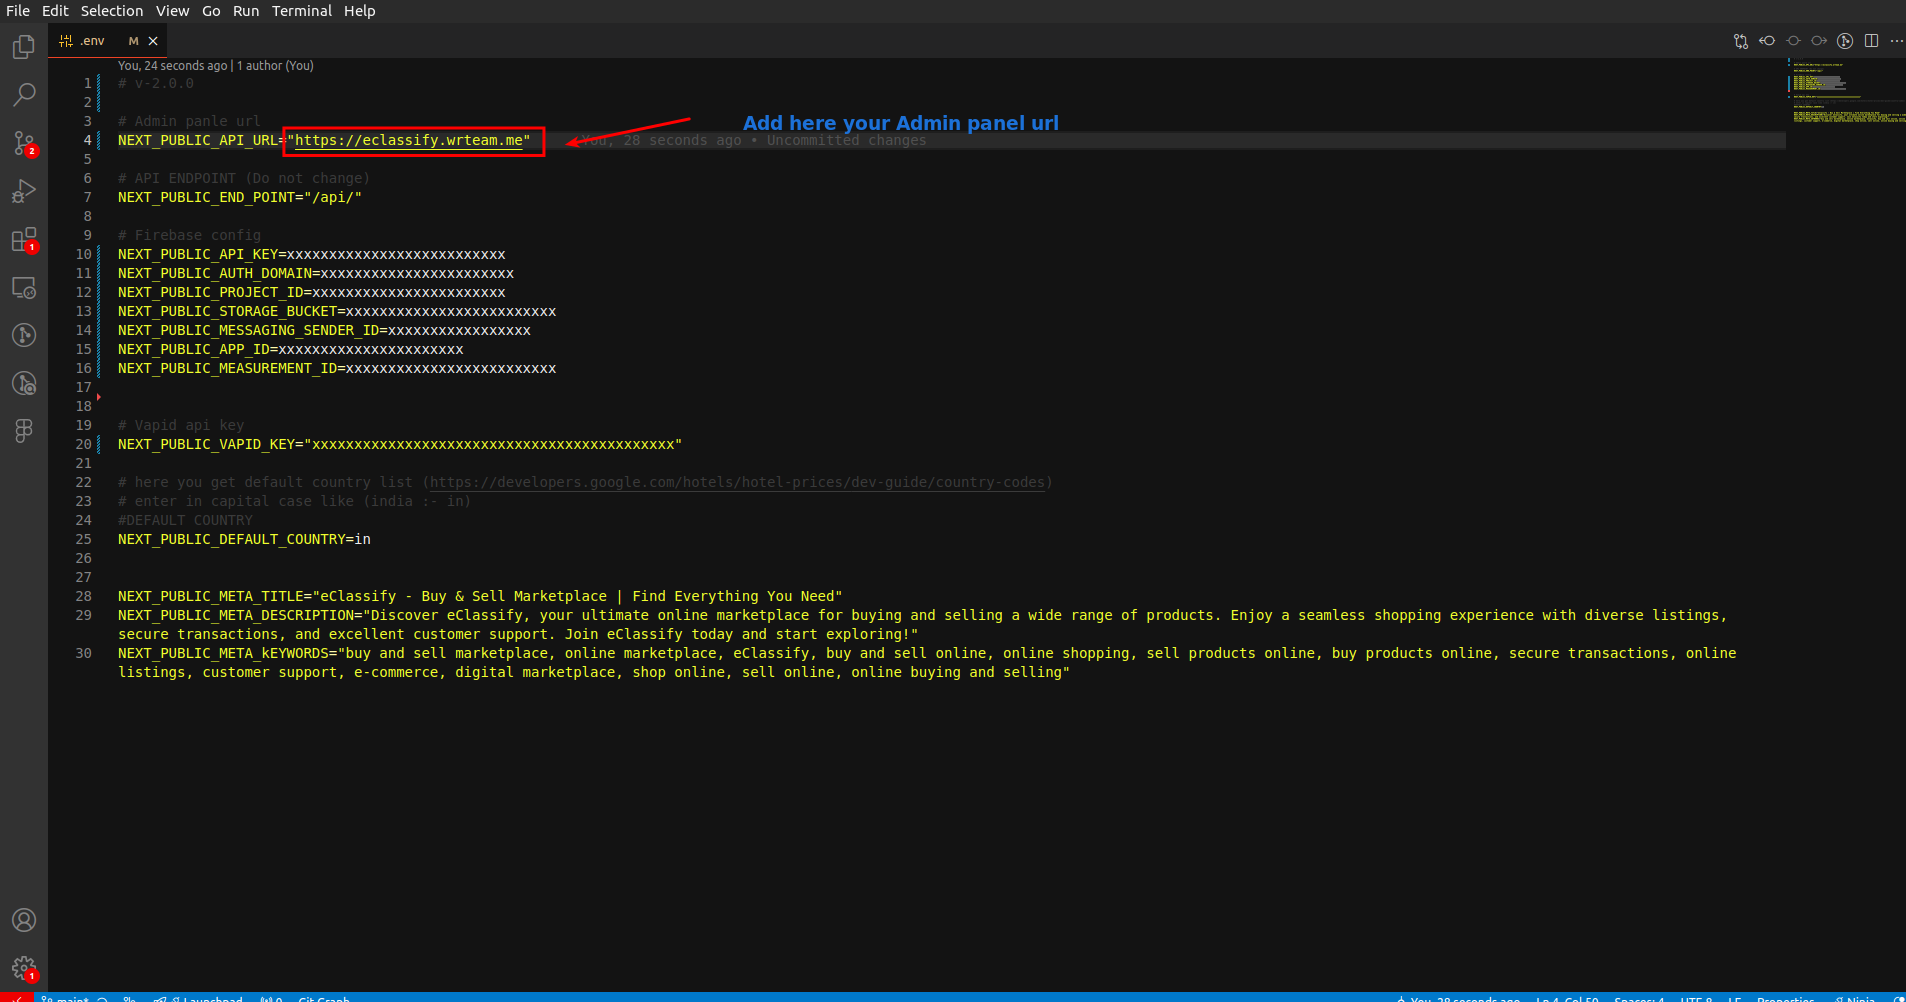 File Edit Selection View Go Run Terminal Help
.env M
You, 24 seconds ago | 1 author (You)
1 # v-2.0.0
2
3 # Admin panle url
Add here your Admin panel url
4 NEXT_PUBLIC_API_URL="https://eclassify.wrteam.me" You, 28 seconds ago • Uncommitted changes
5
6 # API ENDPOINT (Do not change)
7 NEXT_PUBLIC_END_POINT="/api/"
8
9 # Firebase config
10 NEXT_PUBLIC_API_KEY=xxxxxxxxxxxxxxxxxxxxxxxxxx
11 NEXT_PUBLIC_AUTH_DOMAIN=xxxxxxxxxxxxxxxxxxxxxxx
12 NEXT_PUBLIC_PROJECT_ID=xxxxxxxxxxxxxxxxxxxxxxx
13 NEXT_PUBLIC_STORAGE_BUCKET=xxxxxxxxxxxxxxxxxxxxxxxxx
14 NEXT_PUBLIC_MESSAGING_SENDER_ID=xxxxxxxxxxxxxxxxx
15 NEXT_PUBLIC_APP_ID=xxxxxxxxxxxxxxxxxxxxxx
16 NEXT_PUBLIC_MEASUREMENT_ID=xxxxxxxxxxxxxxxxxxxxxxxxx
17
18
19 # Vapid api key
20 NEXT_PUBLIC_VAPID_KEY="xxxxxxxxxxxxxxxxxxxxxxxxxxxxxxxxxxxxxxxxxxx"
21
22 # here you get default country list (https://developers.google.com/hotels/hotel-prices/dev-guide/country-codes)
23 # enter in capital case like (india :- in)
24 #DEFAULT COUNTRY
25 NEXT_PUBLIC_DEFAULT_COUNTRY=in
26
27
28 NEXT_PUBLIC_META_TITLE="eClassify - Buy & Sell Marketplace | Find Everything You Need"
29 NEXT_PUBLIC_META_DESCRIPTION="Discover eClassify, your ultimate online marketplace for buying and selling a wide range of products. Enjoy a seamless shopping experience with diverse listings,
secure transactions, and excellent customer support. Join eClassify today and start exploring!"
30 NEXT_PUBLIC_META_kEYWORDS="buy and sell marketplace, online marketplace, eClassify, buy and sell online, online shopping, sell products online, buy products online, secure transactions, online
listings, customer support, e-commerce, digital marketplace, shop online, sell online, online buying and selling"
2
1
1
main* Launchpad 0 Git Graph You, 28 seconds ago Ln 4, Col 50 Spaces: 4 UTF-8 LF Properties Ninja